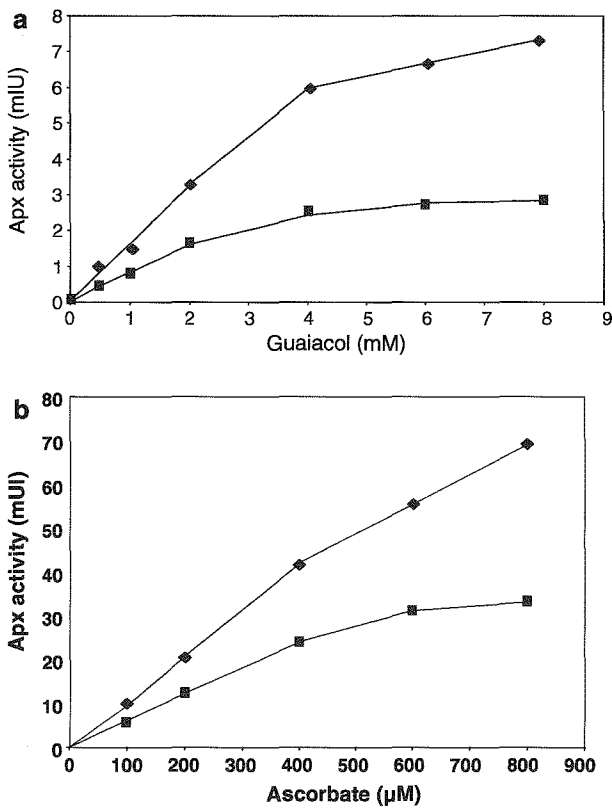 a
8
7
6
5
4
3
2
1
0
Apx activity (mIU)
0 1 2 3 4 5 6 7 8 9
Guaiacol (mM)
b
80
70
60
50
40
30
20
10
0
Apx activity (mUI)
0 100 200 300 400 500 600 700 800 900
Ascorbate (µM)